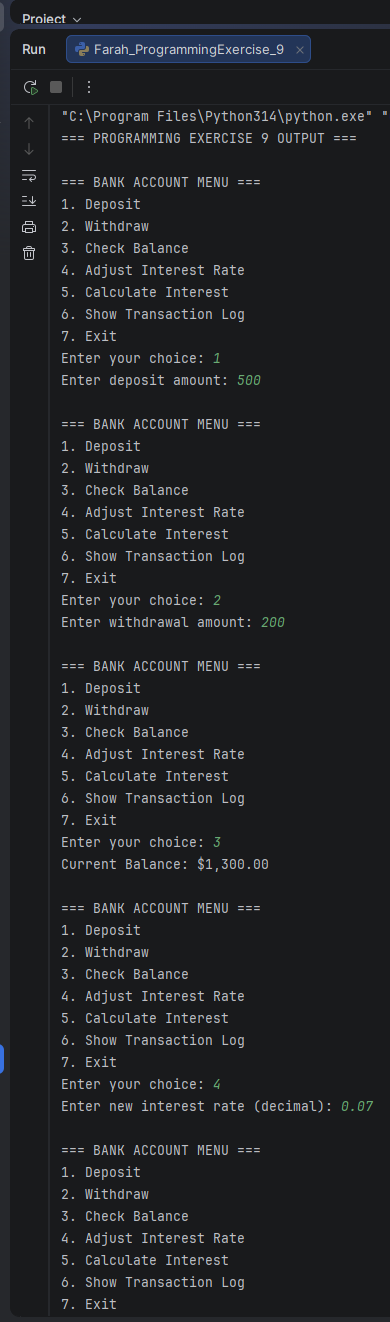 Project
Run Farah_ProgrammingExercise_9
"C:\Program Files\Python314\python.exe" "
=== PROGRAMMING EXERCISE 9 OUTPUT ===
=== BANK ACCOUNT MENU ===
1. Deposit
2. Withdraw
3. Check Balance
4. Adjust Interest Rate
5. Calculate Interest
6. Show Transaction Log
7. Exit
Enter your choice: 1
Enter deposit amount: 500
=== BANK ACCOUNT MENU ===
1. Deposit
2. Withdraw
3. Check Balance
4. Adjust Interest Rate
5. Calculate Interest
6. Show Transaction Log
7. Exit
Enter your choice: 2
Enter withdrawal amount: 200
=== BANK ACCOUNT MENU ===
1. Deposit
2. Withdraw
3. Check Balance
4. Adjust Interest Rate
5. Calculate Interest
6. Show Transaction Log
7. Exit
Enter your choice: 3
Current Balance: $1,300.00
=== BANK ACCOUNT MENU ===
1. Deposit
2. Withdraw
3. Check Balance
4. Adjust Interest Rate
5. Calculate Interest
6. Show Transaction Log
7. Exit
Enter your choice: 4
Enter new interest rate (decimal): 0.07
=== BANK ACCOUNT MENU ===
1. Deposit
2. Withdraw
3. Check Balance
4. Adjust Interest Rate
5. Calculate Interest
6. Show Transaction Log
7. Exit